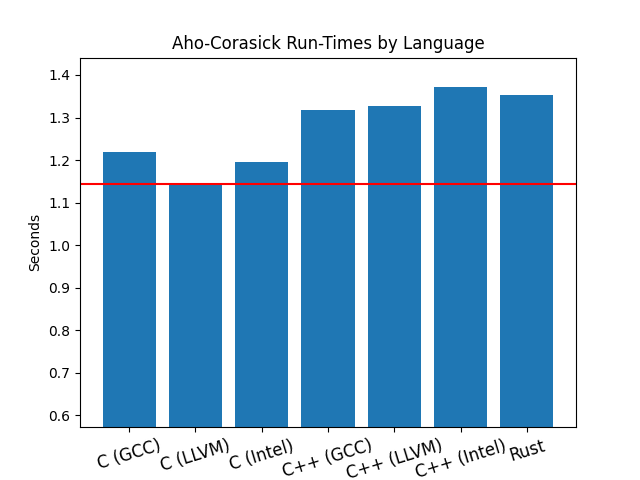 Aho-Corasick Run-Times by Language
Seconds
1.4
1.3
1.2
1.1
1.0
0.9
0.8
0.7
0.6
C (GCC)
C (LLVM)
C (Intel)
C++ (GCC)
C++ (LLVM)
C++ (Intel)
Rust